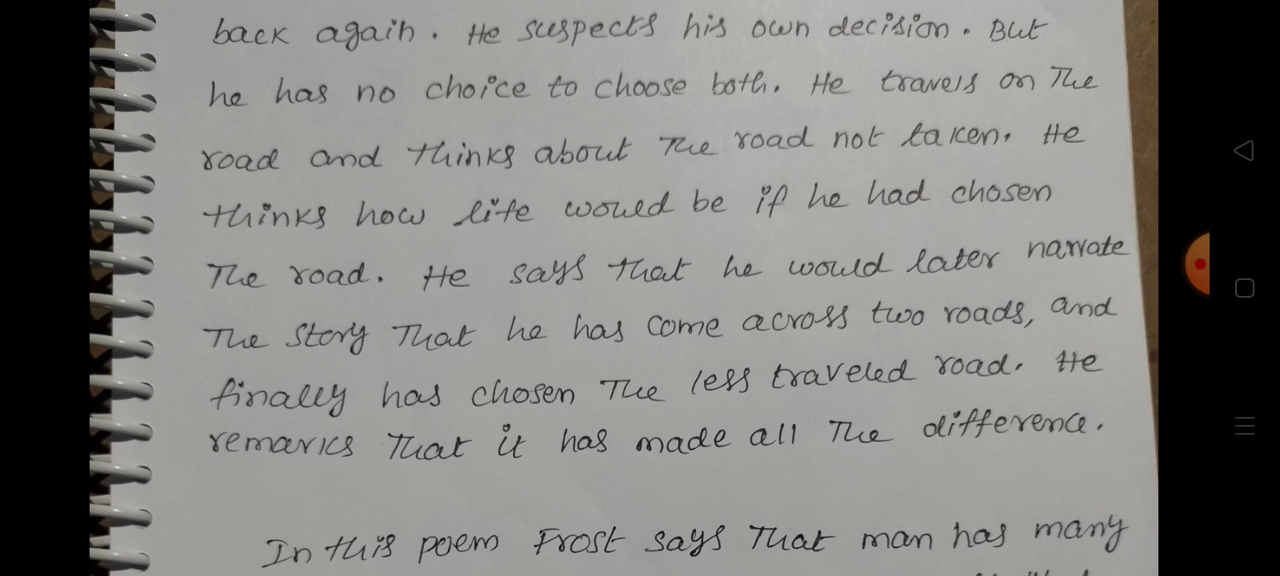 back again. He suspects his own decision. But
he has no choice to choose both. He travels on The
road and thinks about The road not taken. He
thinks how life would be if he had chosen
The road. He says that he would later narrate
The story That he has come across two roads, and
finally has chosen The less traveled road. He
remarks That it has made all The difference.
In this poem Frost says That man has many